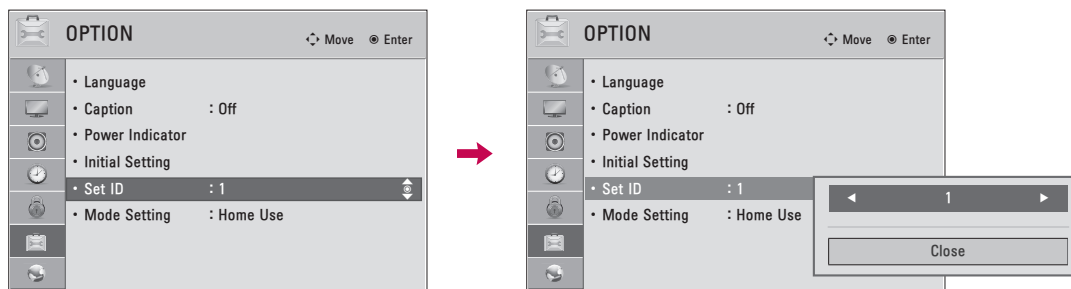 OPTION
Move Enter
• Language
• Caption : Off
• Power Indicator
• Initial Setting
• Set ID : 1
• Mode Setting : Home Use
OPTION
Move Enter
• Language
• Caption : Off
• Power Indicator
• Initial Setting
• Set ID : 1
• Mode Setting : Home Use
◀ 1 ▶
Close